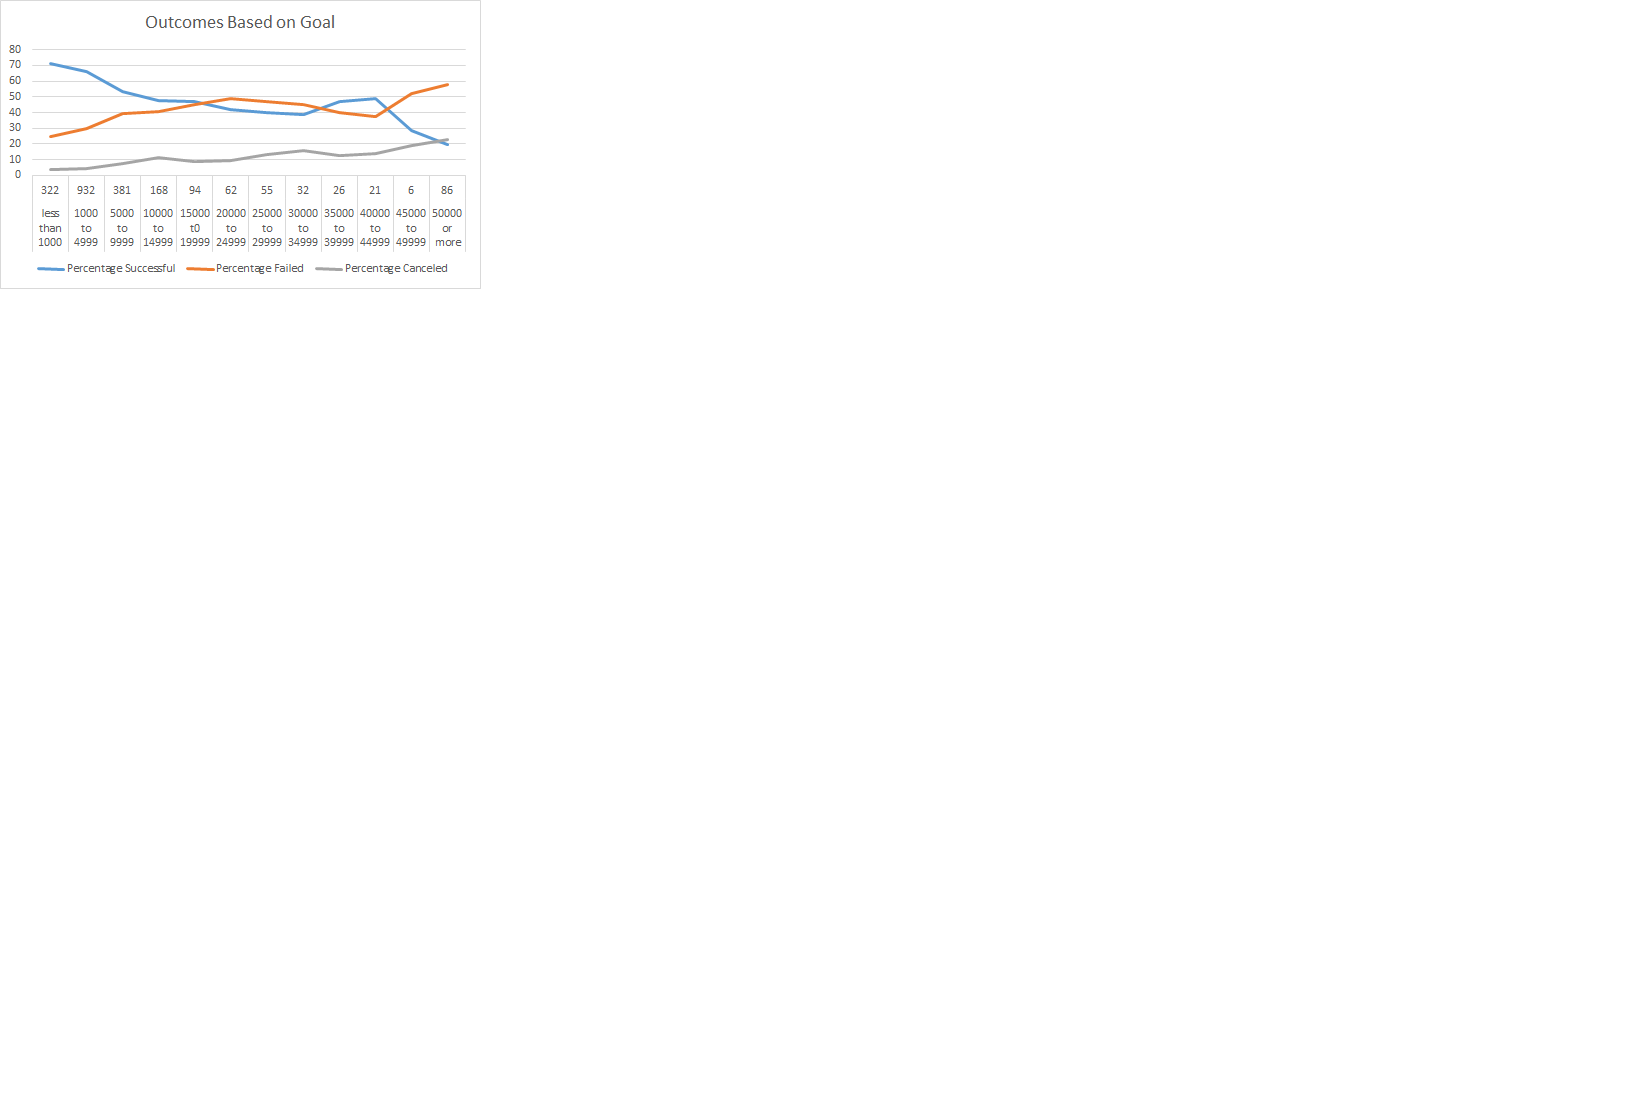 Outcomes Based on Goal
80
70
60
50
40
30
20
10
0
322 932 381 168 94 62 55 32 26 21 6 86
less 1000 5000 10000 15000 20000 25000 30000 35000 40000 45000 50000
than to to to t0 to to to to to to or
1000 4999 9999 14999 19999 24999 29999 34999 39999 44999 49999 more
Percentage Successful Percentage Failed Percentage Canceled